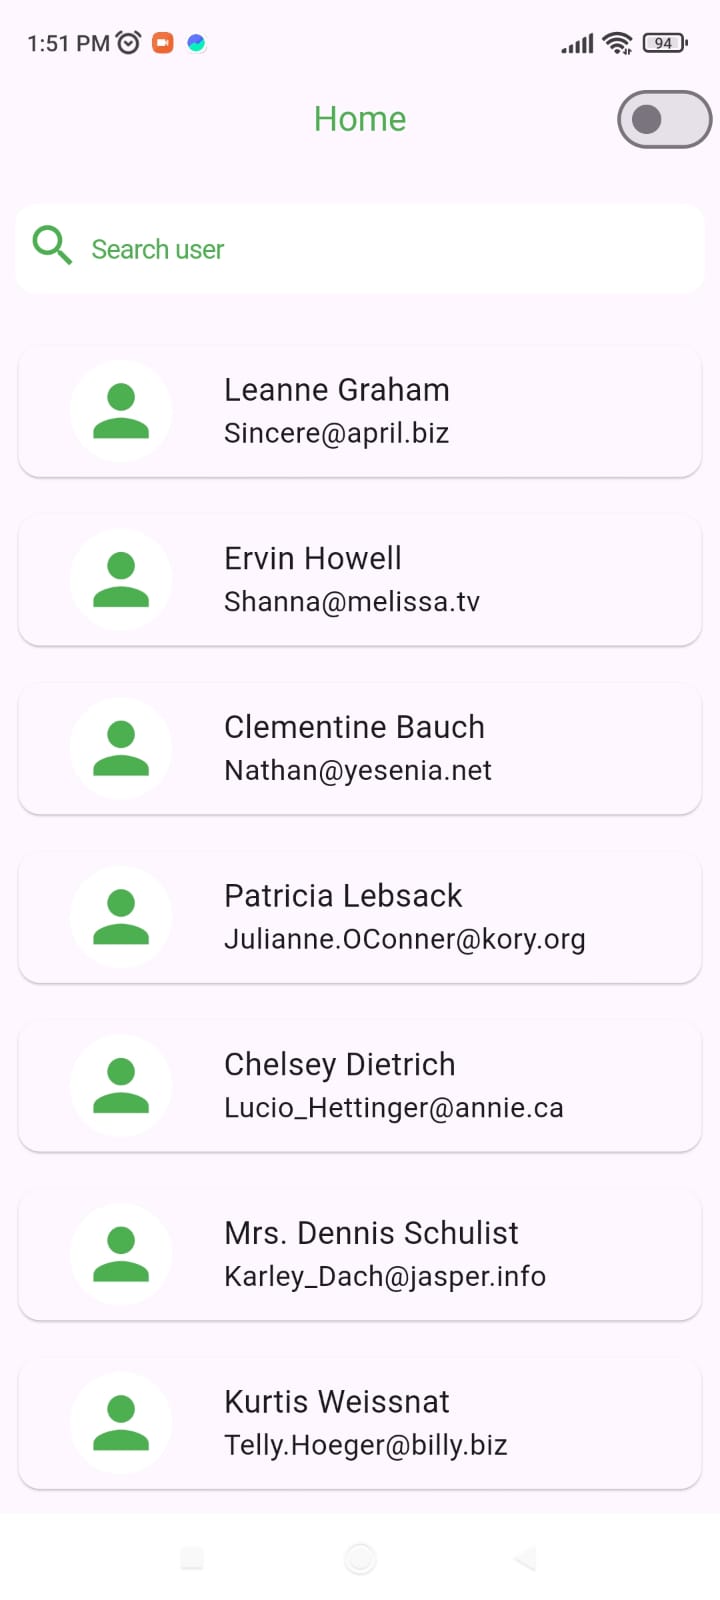 1:51 PM
94
Home
Search user
Leanne Graham
Sincere@april.biz
Ervin Howell
Shanna@melissa.tv
Clementine Bauch
Nathan@yesenia.net
Patricia Lebsack
Julianne.OConner@kory.org
Chelsey Dietrich
Lucio_Hettinger@annie.ca
Mrs. Dennis Schulist
Karley_Dach@jasper.info
Kurtis Weissnat
Telly.Hoeger@billy.biz